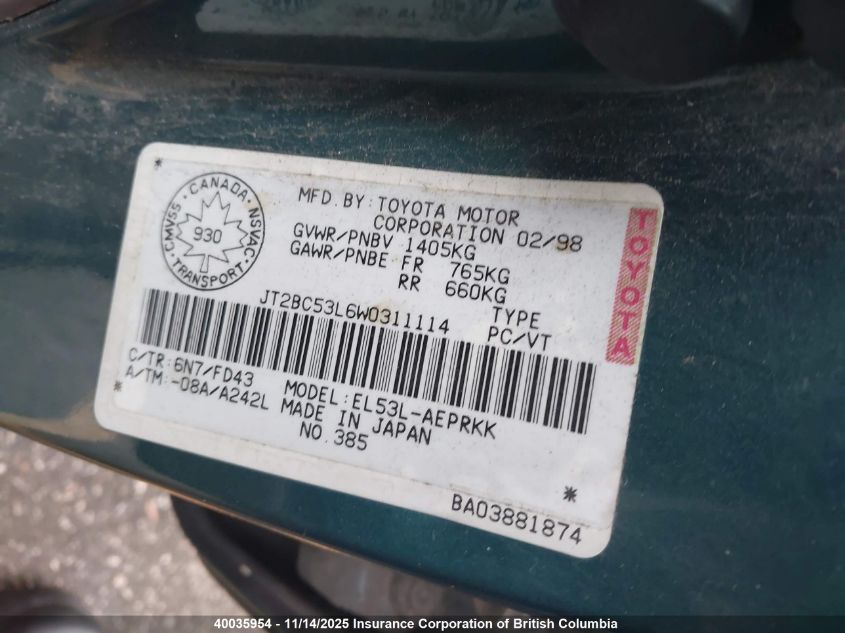 CANADA
CMVSS
NSVAC
930
TRANSPORT
MFD.BY:TOYOTA MOTOR
CORPORATION 02/98
GVWR/PNBV 1405KG
GAWR/PNBE FR 765KG
RR 660KG
JT2BC53L6W0311114
TYPE
PC/VT
TOYOTA
C/TR:6N7/FD43
A/TM:-08A/A242L
MODEL:EL53L-AEPRKK
MADE IN JAPAN
NO.385
BA03881874
40035954 - 11/14/2025 Insurance Corporation of British Columbia